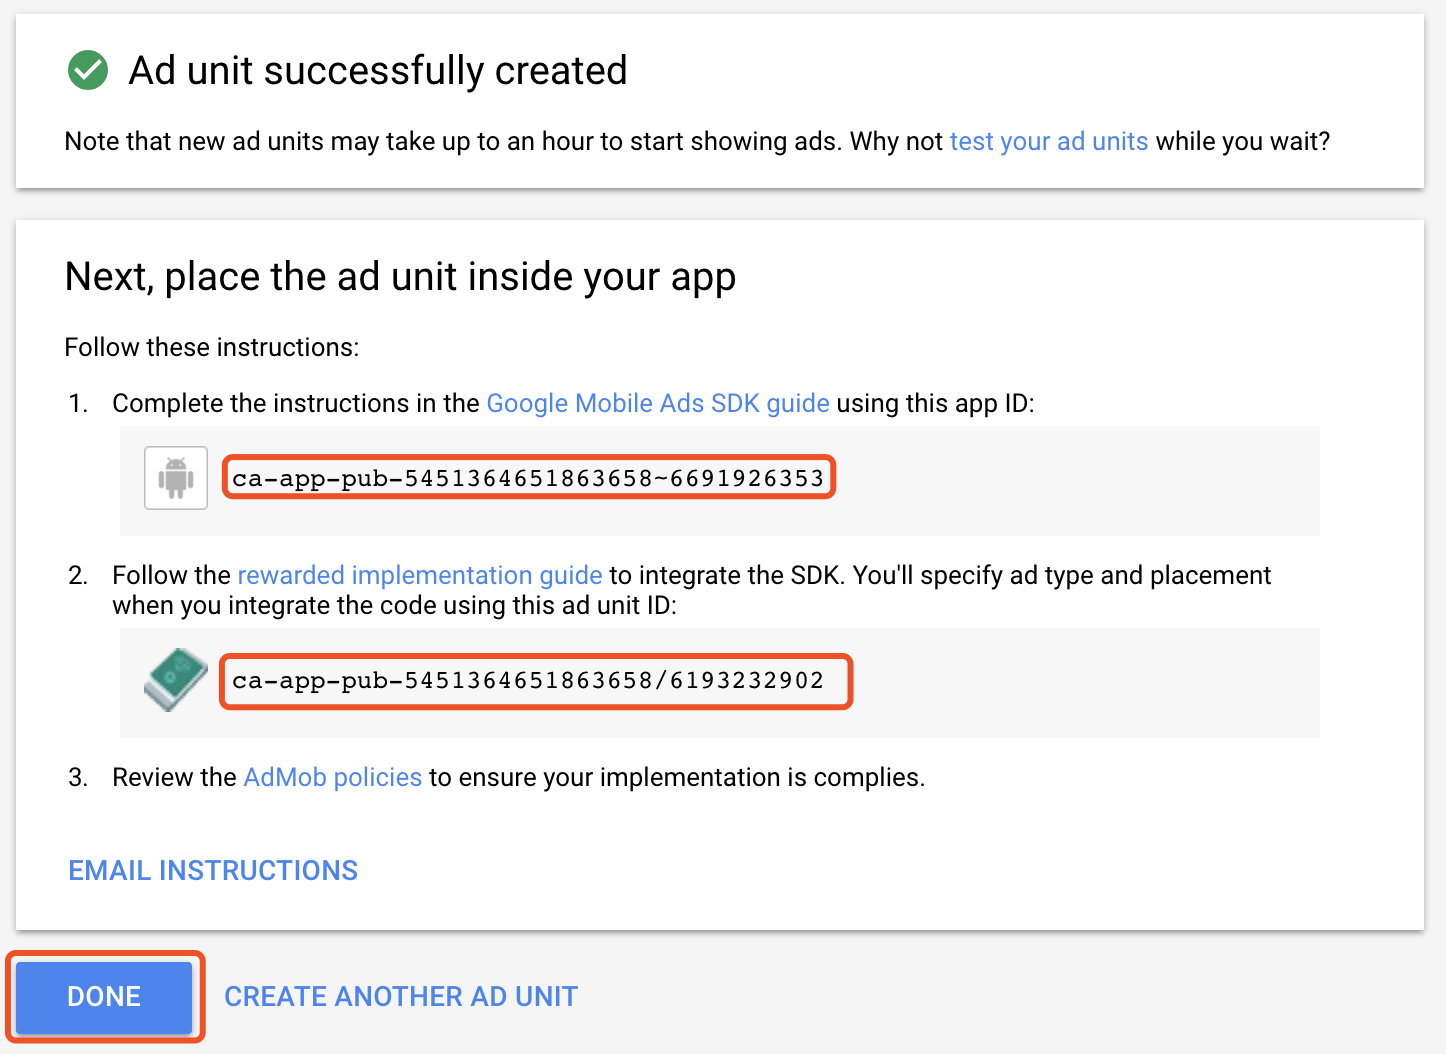 Ad unit successfully created
Note that new ad units may take up to an hour to start showing ads. Why not test your ad units while you wait?
Next, place the ad unit inside your app
Follow these instructions:
1. Complete the instructions in the Google Mobile Ads SDK guide using this app ID:
ca-app-pub-5451364651863658~6691926353
2. Follow the rewarded implementation guide to integrate the SDK. You'll specify ad type and placement
when you integrate the code using this ad unit ID:
ca-app-pub-5451364651863658/6193232902
3. Review the AdMob policies to ensure your implementation is complies.
EMAIL INSTRUCTIONS
DONE CREATE ANOTHER AD UNIT